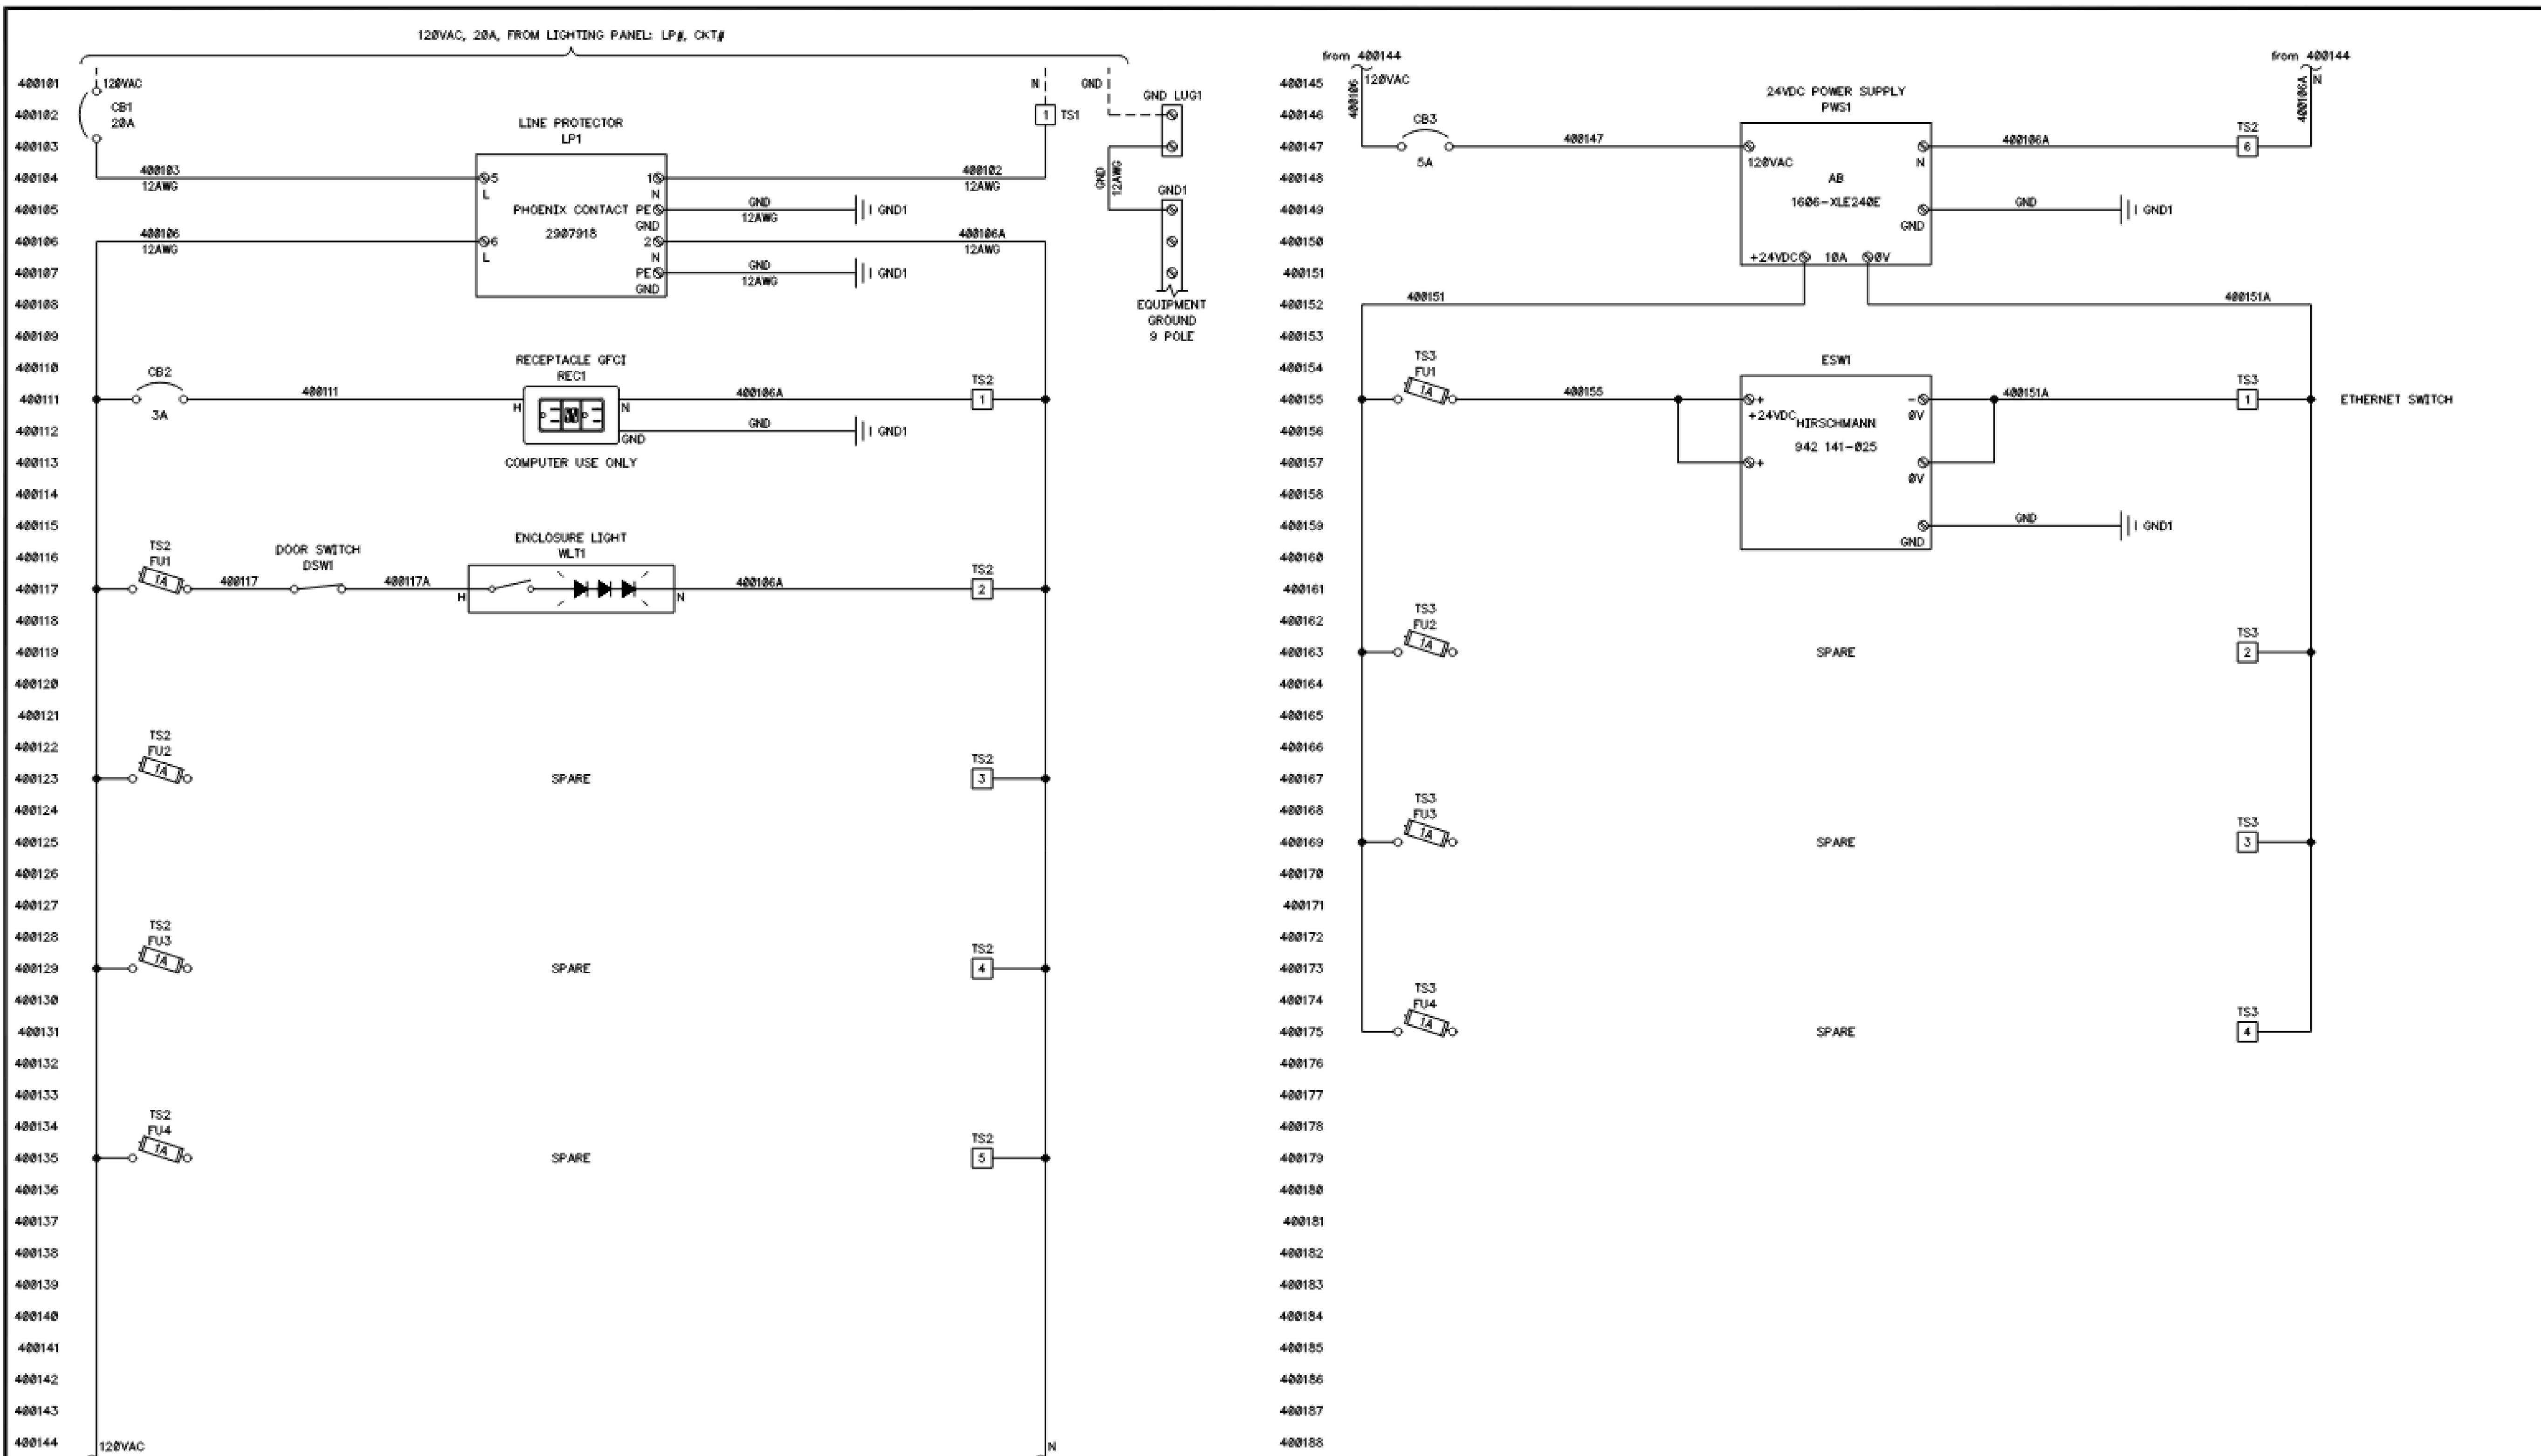 120VAC, 20A, FROM LIGHTING PANEL: LP#, CKT#
400101 120VAC N GND GND LUG1
CB1
400102 20A 1 TS1
LINE PROTECTOR
LP1
400103
400103 400102
400104 12AWG 5 1 12AWG
L N
GND 12AWG GND1
400105 PHOENIX CONTACT PE GND 12AWG GND1
GND
2907918
400106 400106A
400106 12AWG 6 2 12AWG
L N
400107 PE GND 12AWG GND1
GND
400108 EQUIPMENT
GROUND
400109 9 POLE
400110 RECEPTACLE GFCI
REC1
CB2 TS2
400111 400111 H N 400106A 1
3A
400112 GND GND GND1
400113 COMPUTER USE ONLY
400114
400115
ENCLOSURE LIGHT
400116 TS2 DOOR SWITCH WLT1
FU1 DSW1 TS2
400117 1A 400117 400117A H N 400106A 2
400118
400119
400120
400121
400122 TS2
FU2 TS2
400123 1A SPARE 3
400124
400125
400126
400127
400128 TS2
FU3 TS2
400129 1A SPARE 4
400130
400131
400132
400133
400134 TS2
FU4 TS2
400135 1A SPARE 5
400136
400137
400138
400139
400140
400141
400142
400143
400144 120VAC N
from 400144 from 400144
400145 400106 120VAC 400106A N
24VDC POWER SUPPLY
400146 PWS1
CB3 TS2
400147 400147 400106A 6
5A 120VAC N
400148 AB
400149 1606-XLE240E GND GND1
GND
400150
400151 +24VDC 10A 0V
400152 400151 400151A
400153
400154 TS3 ESW1
FU1 TS3
400155 1A 400155 + - 400151A 1 ETHERNET SWITCH
+24VDC 0V
400156 HIRSCHMANN
942 141-025
400157 +
0V
400158
400159 GND GND1
400160 GND
400161
400162 TS3
FU2 TS3
400163 1A SPARE 2
400164
400165
400166
400167
400168 TS3
FU3 TS3
400169 1A SPARE 3
400170
400171
400172
400173
400174 TS3
FU4 TS3
400175 1A SPARE 4
400176
400177
400178
400179
400180
400181
400182
400183
400184
400185
400186
400187
400188